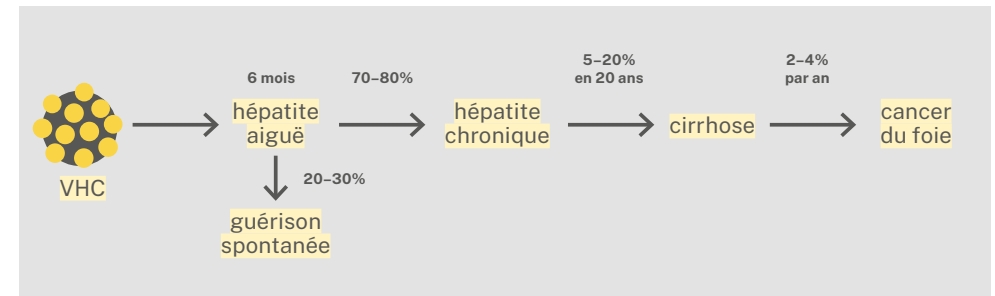 VHC
6 mois
hépatite
aiguë
20–30%
guérison
spontanée
70–80%
hépatite
chronique
5–20%
en 20 ans
cirrhose
2–4%
par an
cancer
du foie